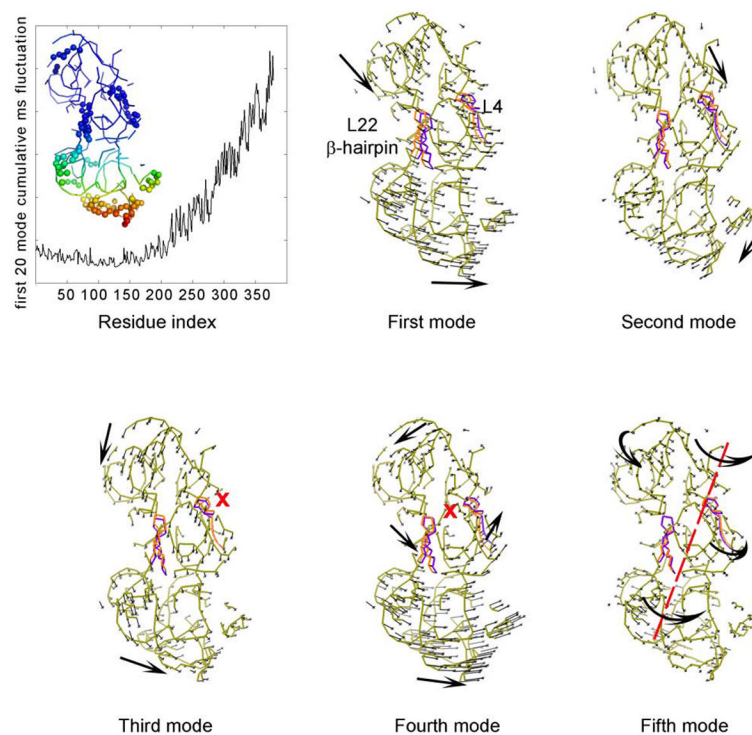 first 20 mode cumulative ms fluctuation
50 100 150 200 250 300 350
Residue index
L4
L22
β-hairpin
First mode
Second mode
X
Third mode
X
Fourth mode
Fifth mode